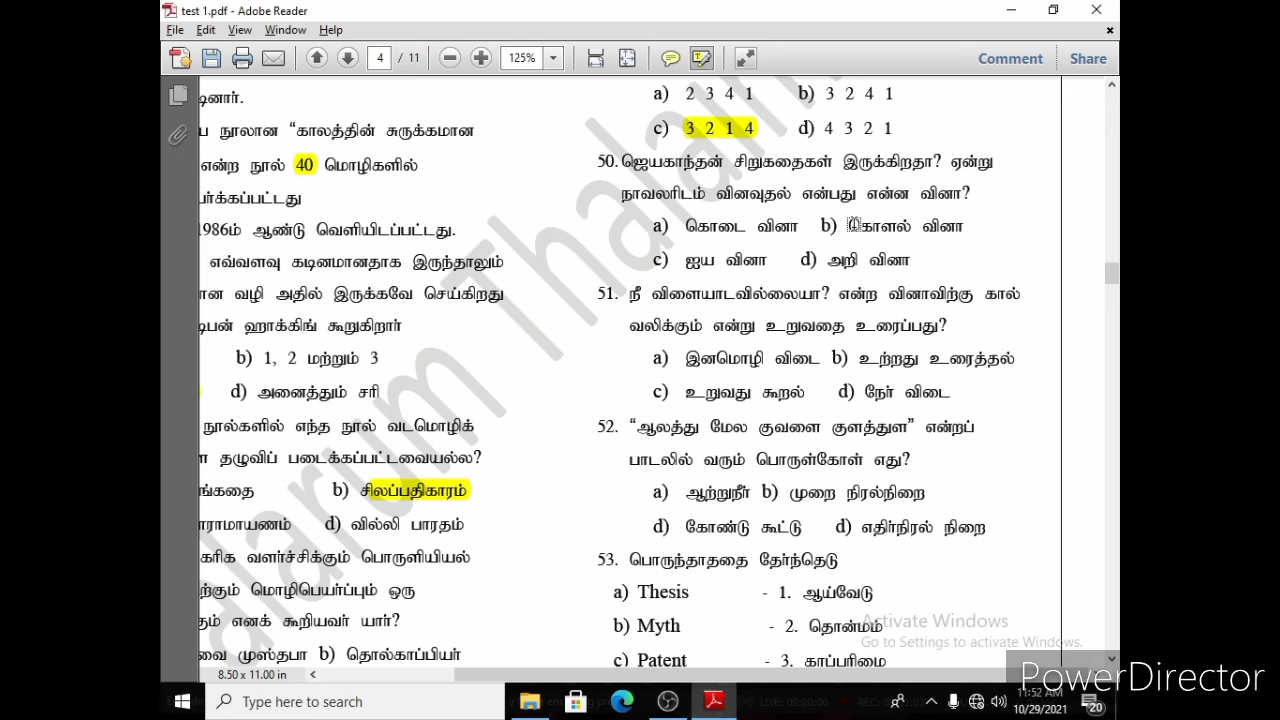 test 1.pdf - Adobe Reader
File Edit View Window Help
4 / 11
125%
Comment Share
டினார்.
ய நூலான “காலத்தின் சுருக்கமான
என்ற நூல் 40 மொழிகளில்
பர்க்கப்பட்டது
1986ம் ஆண்டு வெளியிடப்பட்டது.
எவ்வளவு கடினமானதாக இருந்தாலும்
ான வழி அதில் இருக்கவே செய்கிறது
டிபன் ஹாக்கிங் கூறுகிறார்
b) 1, 2 மற்றும் 3
d) அனைத்தும் சரி
நூல்களில் எந்த நூல் வடமொழிக்
ள தழுவிப் படைக்கப்பட்டவையல்ல?
ங்கதை b) சிலப்பதிகாரம்
ாராமாயணம் d) வில்லி பாரதம்
கரிக வளர்ச்சிக்கும் பொருளியியல்
ற்கும் மொழிபெயர்ப்பும் ஒரு
தம் எனக் கூறியவர் யார்?
வை முஸ்தபா b) தொல்காப்பியர்
a) 2 3 4 1 b) 3 2 4 1
c) 3 2 1 4 d) 4 3 2 1
50. ஜெயகாந்தன் சிறுகதைகள் இருக்கிறதா? ஏன்று
நாவலரிடம் வினவுதல் என்பது என்ன வினா?
a) கொடை வினா b) கொளல் வினா
c) ஐய வினா d) அறி வினா
51. நீ விளையாடவில்லையா? என்ற வினாவிற்கு கால்
வலிக்கும் என்று உறுவதை உரைப்பது?
a) இனமொழி விடை b) உற்றது உரைத்தல்
c) உறுவது கூறல் d) நேர் விடை
52. “ஆலத்து மேல குவளை குளத்துள” என்றப்
பாடலில் வரும் பொருள்கோள் எது?
a) ஆற்றுநீர் b) முறை நிரல்நிறை
d) கோண்டு கூட்டு d) எதிர்நிரல் நிறை
53. பொருந்தாததை தேர்ந்தெடு
a) Thesis - 1. ஆய்வேடு
b) Myth - 2. தொன்மம்
c) Patent - 3. காப்புரிமை
Activate Windows
Go to Settings to activate Windows.
8.50 x 11.00 in
PowerDirector
Type here to search
11:52 AM
10/29/2021
20